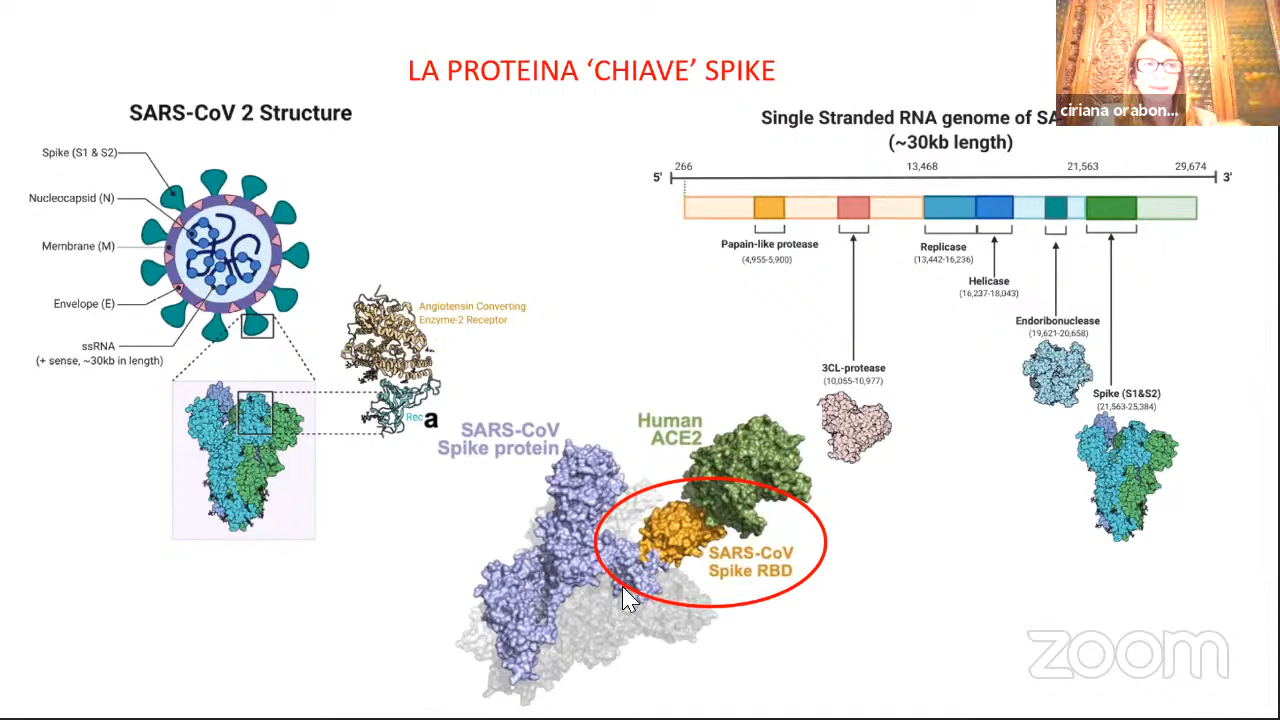 LA PROTEINA ‘CHIAVE’ SPIKE
ciriana orabon...
SARS-CoV 2 Structure
Spike (S1 & S2)
Nucleocapsid (N)
Membrane (M)
Envelope (E)
ssRNA
(+ sense, ~30kb in length)
Angiotensin Converting
Enzyme-2 Receptor
Rec
a
SARS-CoV
Spike protein
Human
ACE2
SARS-CoV
Spike RBD
Single Stranded RNA genome of SA
(~30kb length)
266
13,468
21,563
29,674
5'
3'
Papain-like protease
(4,955-5,900)
Replicase
(13,442-16,236)
Helicase
(16,237-18,043)
Endoribonuclease
(19,621-20,658)
3CL-protease
(10,055-10,977)
Spike (S1&S2)
(21,563-25,384)
zoom